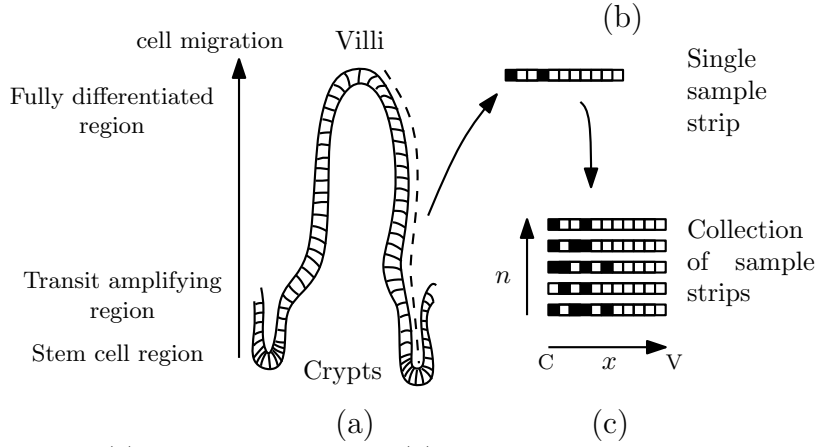 (b)
cell migration
Villi
Fully differentiated
region
Single
sample
strip
Transit amplifying
region
Stem cell region
Crypts
n
Collection
of sample
strips
C x V
(a)
(c)